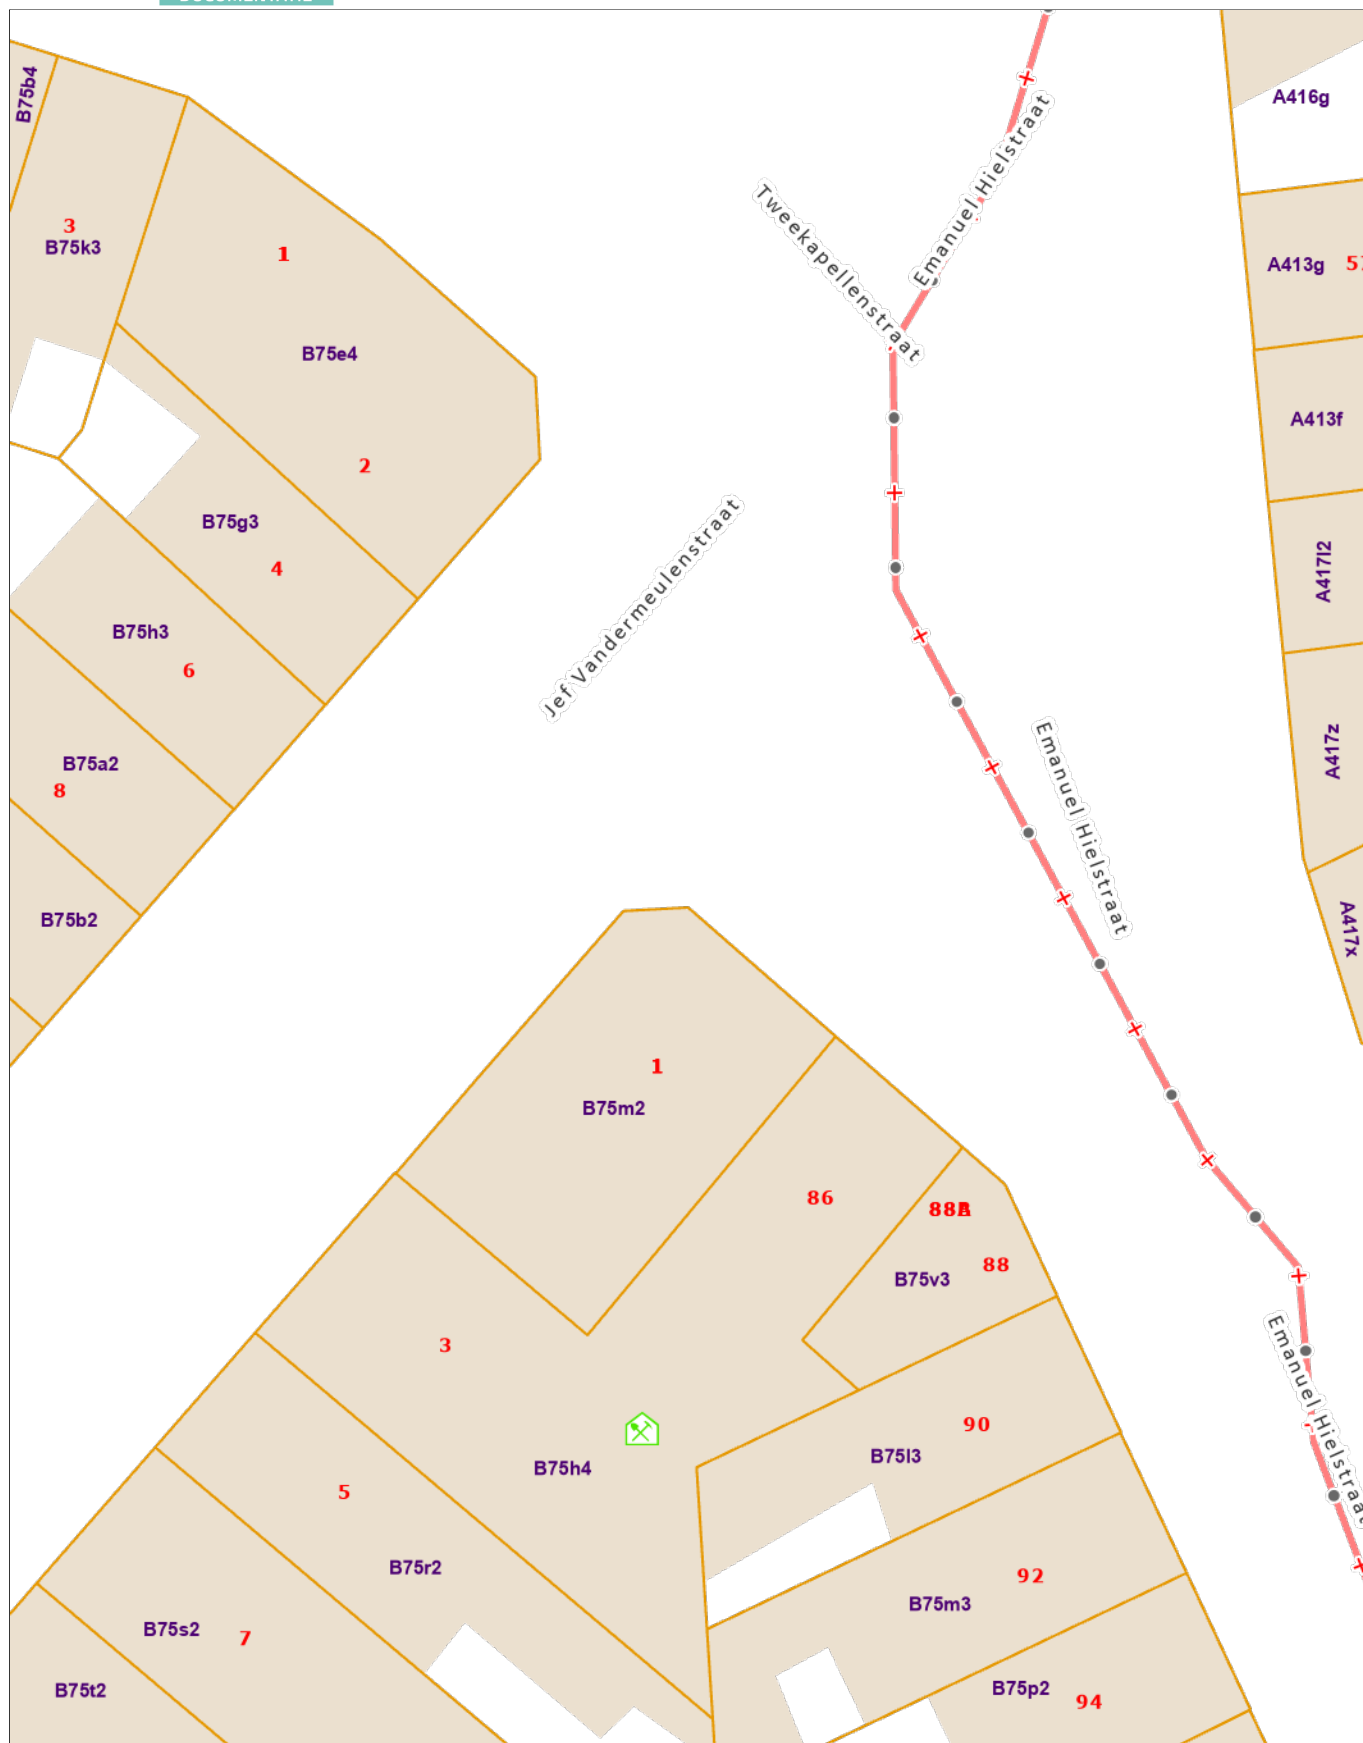 B75b4
A416g
Emanuel Hielstraat
Tweekapellenstraat
3
B75k3
1
A413g
B75e4
A413f
2
B75g3
4
A417l2
Jef Vandermeulenstraat
B75h3
6
A417z
B75a2
8
Emanuel Hielstraat
B75b2
A417x
1
B75m2
86
88
B75v3
3
Emanuel Hielstraat
90
B75l3
B75h4
5
B75r2
92
B75m3
B75s2
7
B75t2
B75p2
94